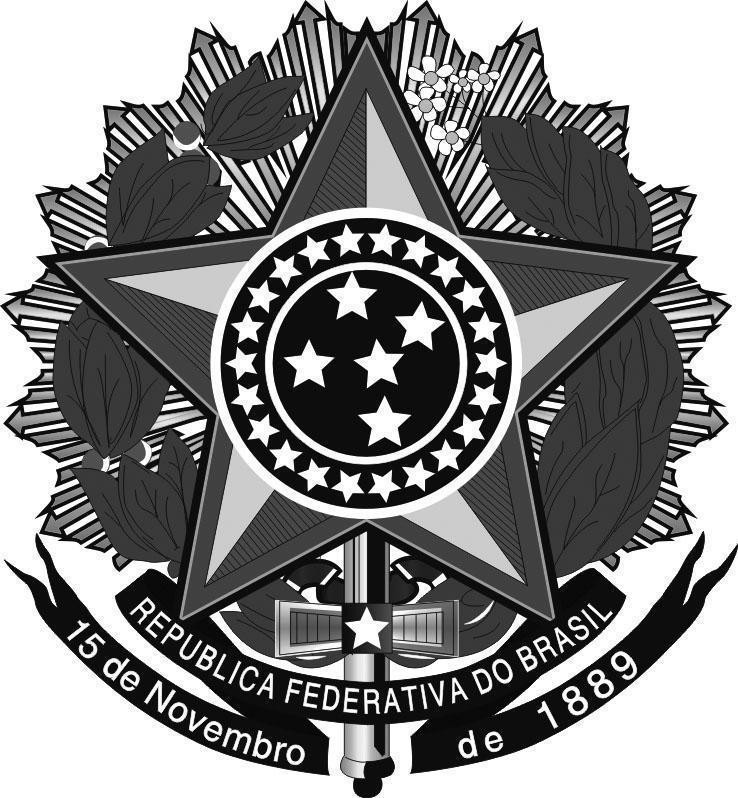 REPUBLICA FEDERATIVA DO BRASIL
15 de Novembro de 1889